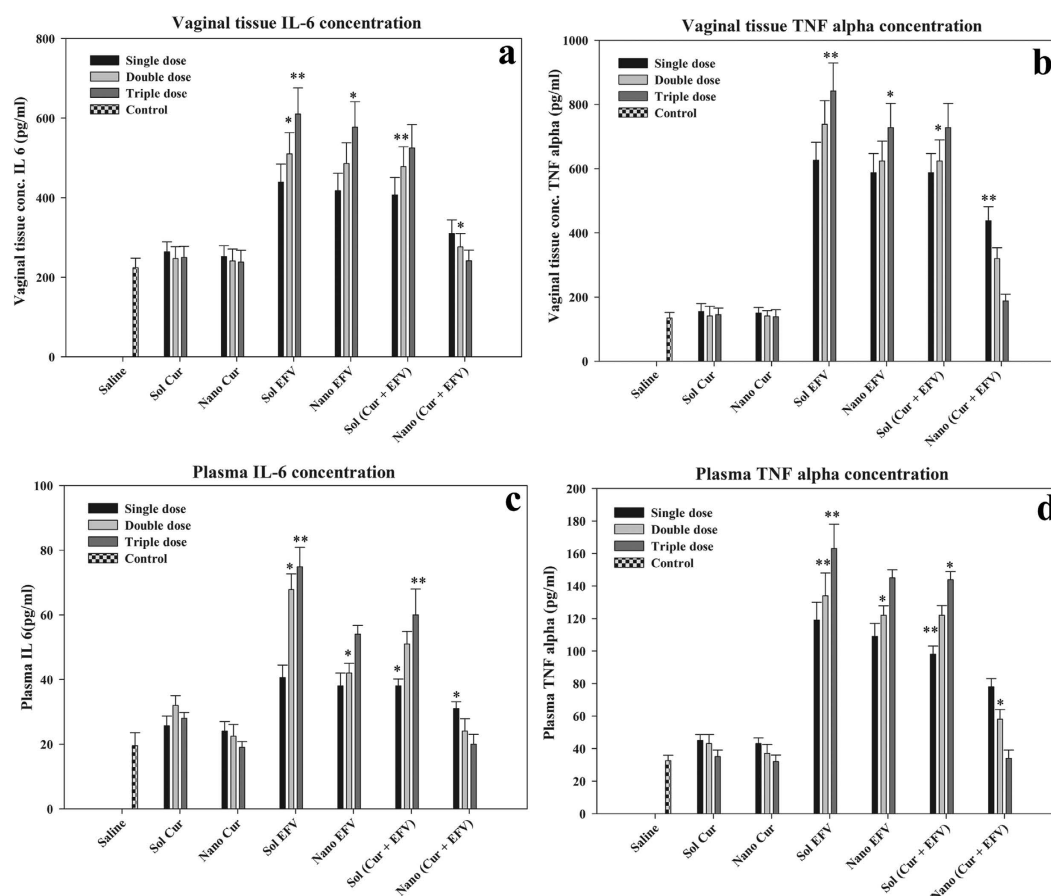 Vaginal tissue IL-6 concentration
a
Vaginal tissue conc. IL 6 (pg/ml)
800
600
400
200
0
Single dose
Double dose
Triple dose
Control
*
**
*
**
*
Saline
Sol Cur
Nano Cur
Sol EFV
Nano EFV
Sol (Cur + EFV)
Nano (Cur + EFV)
Vaginal tissue TNF alpha concentration
b
Vaginal tissue conc. TNF alpha (pg/ml)
1000
800
600
400
200
0
Single dose
Double dose
Triple dose
Control
**
*
*
**
Saline
Sol Cur
Nano Cur
Sol EFV
Nano EFV
Sol (Cur + EFV)
Nano (Cur + EFV)
Plasma IL-6 concentration
c
Plasma IL 6(pg/ml)
100
80
60
40
20
0
Single dose
Double dose
Triple dose
Control
*
**
*
*
**
*
Saline
Sol Cur
Nano Cur
Sol EFV
Nano EFV
Sol (Cur + EFV)
Nano (Cur + EFV)
Plasma TNF alpha concentration
d
Plasma TNF alpha (pg/ml)
200
180
160
140
120
100
80
60
40
20
0
Single dose
Double dose
Triple dose
Control
**
**
*
**
*
*
Saline
Sol Cur
Nano Cur
Sol EFV
Nano EFV
Sol (Cur + EFV)
Nano (Cur + EFV)